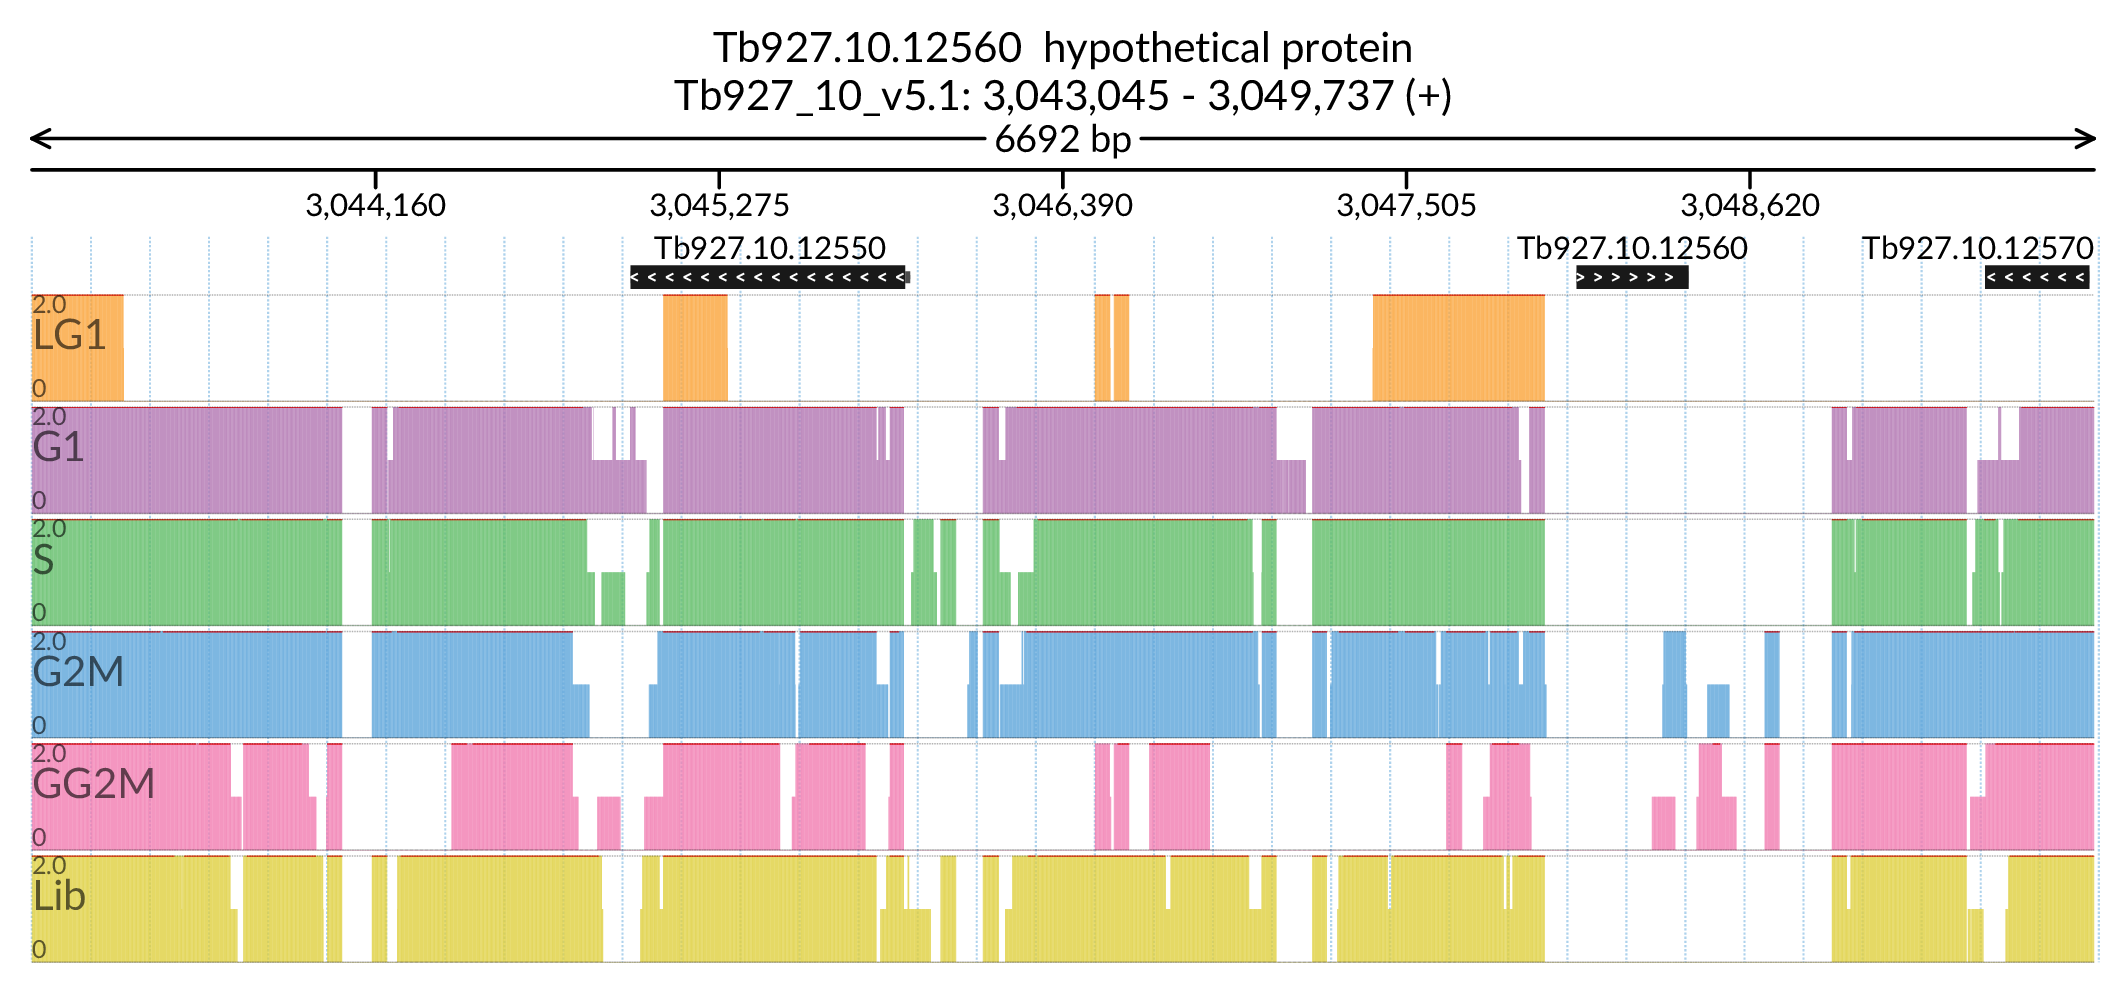 Tb927.10.12560  hypothetical protein
Tb927_10_v5.1: 3,043,045 - 3,049,737 (+)
6692 bp
3,044,160 3,045,275 3,046,390 3,047,505 3,048,620
Tb927.10.12550 Tb927.10.12560 Tb927.10.12570
2.0
LG1
0
2.0
G1
0
2.0
S
0
2.0
G2M
0
2.0
GG2M
0
2.0
Lib
0